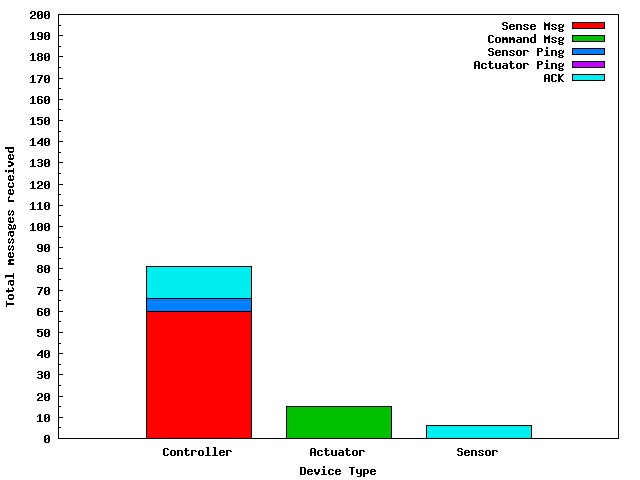 200
190
180
170
160
150
140
130
120
110
100
90
80
70
60
50
40
30
20
10
0
Total messages received
Sense Msg
Command Msg
Sensor Ping
Actuator Ping
ACK
Controller Actuator Sensor
Device Type